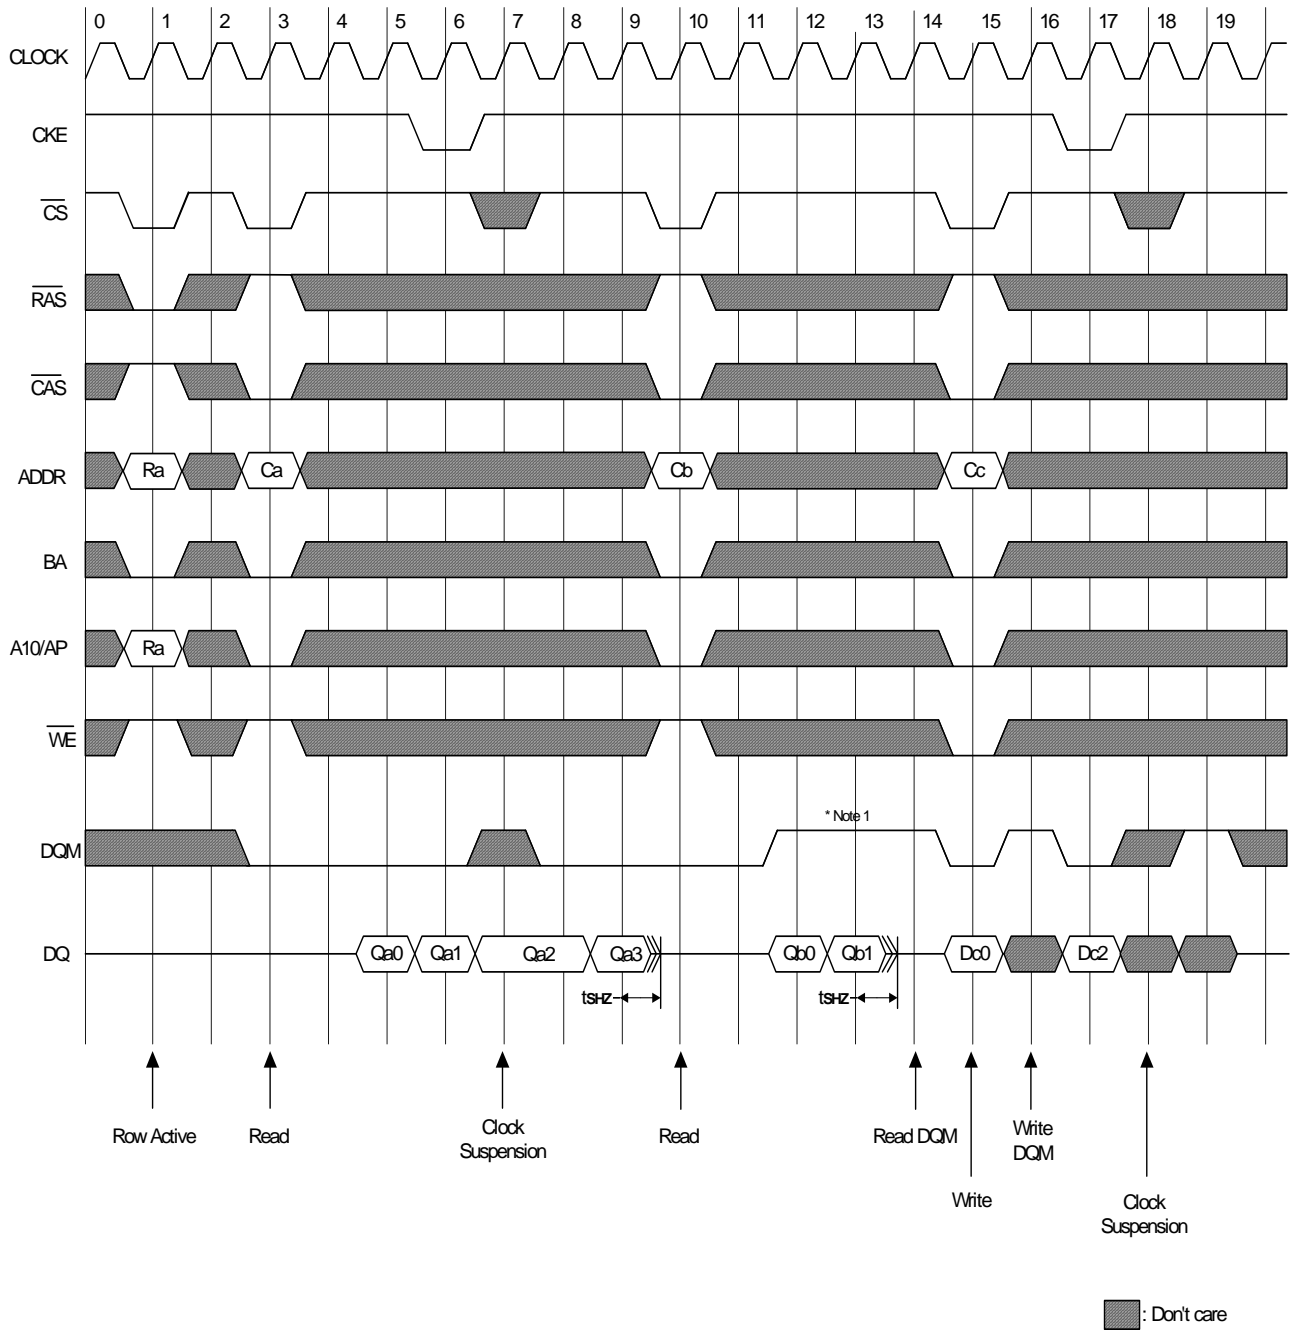 0 1 2 3 4 5 6 7 8 9 10 11 12 13 14 15 16 17 18 19
CLOCK
CKE
CS
RAS
CAS
ADDR Ra Ca Cb Cc
BA
A10/AP Ra
WE
* Note 1
DQM
DQ Qa0 Qa1 Qa2 Qa3 Qb0 Qb1 Dc0 Dc2
tSHZ tSHZ
Row Active Read Clock Suspension Read Read DQM Write DQM
Write Clock Suspension
: Don't care